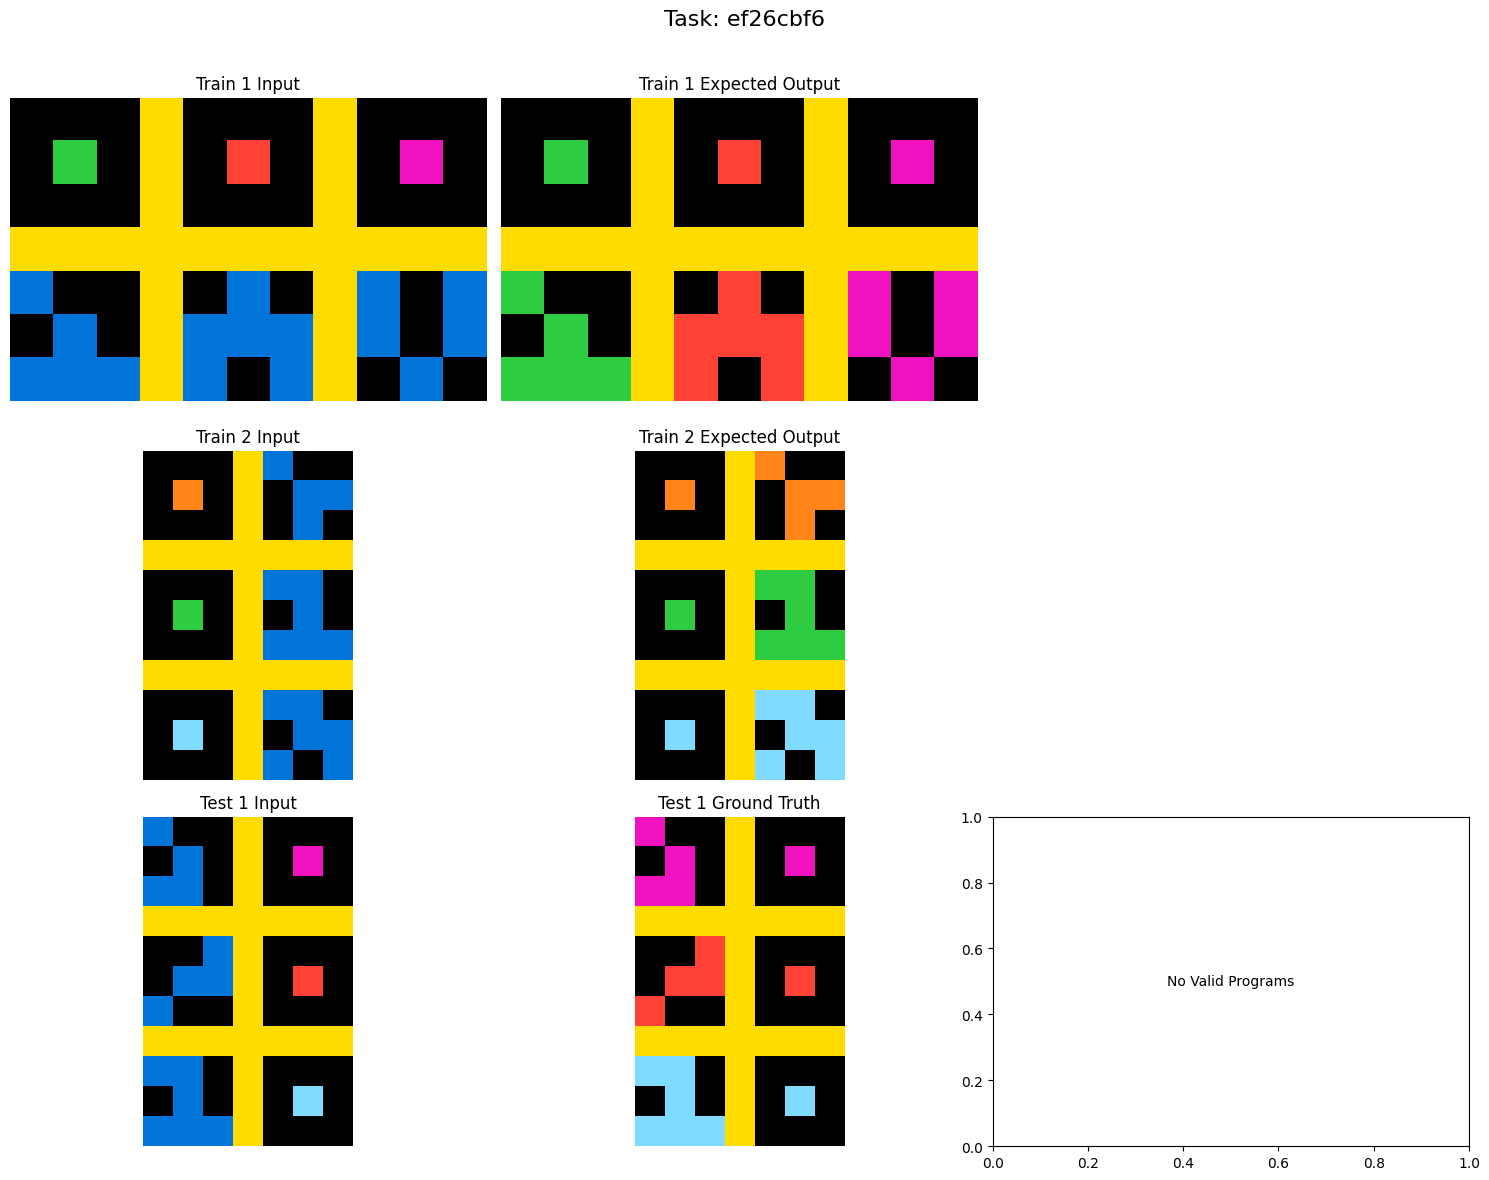 Task: ef26cbf6
Train 1 Input
Train 1 Expected Output
Train 2 Input
Train 2 Expected Output
Test 1 Input
Test 1 Ground Truth
1.0
0.8
0.6
0.4
0.2
0.0
No Valid Programs
0.0 0.2 0.4 0.6 0.8 1.0